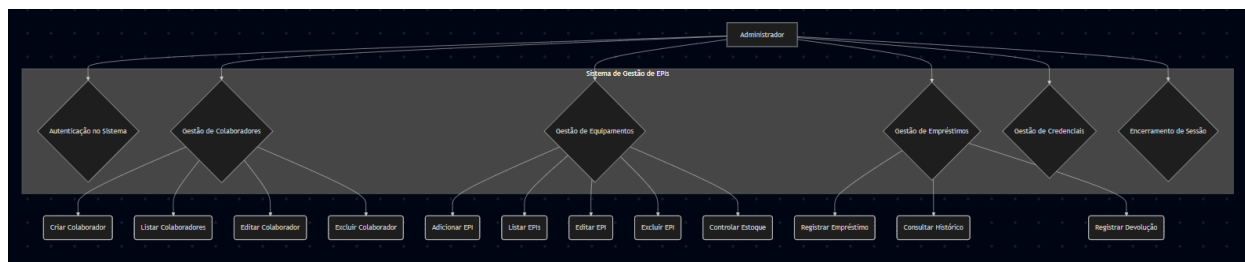 Administrador
Sistema de Gestão de EPIs
Autenticação no Sistema
Gestão de Colaboradores
Gestão de Equipamentos
Gestão de Empréstimos
Gestão de Credenciais
Encerramento de Sessão
Criar Colaborador
Listar Colaboradores
Editar Colaborador
Excluir Colaborador
Adicionar EPI
Listar EPIs
Editar EPI
Excluir EPI
Controlar Estoque
Registrar Empréstimo
Consultar Histórico
Registrar Devolução